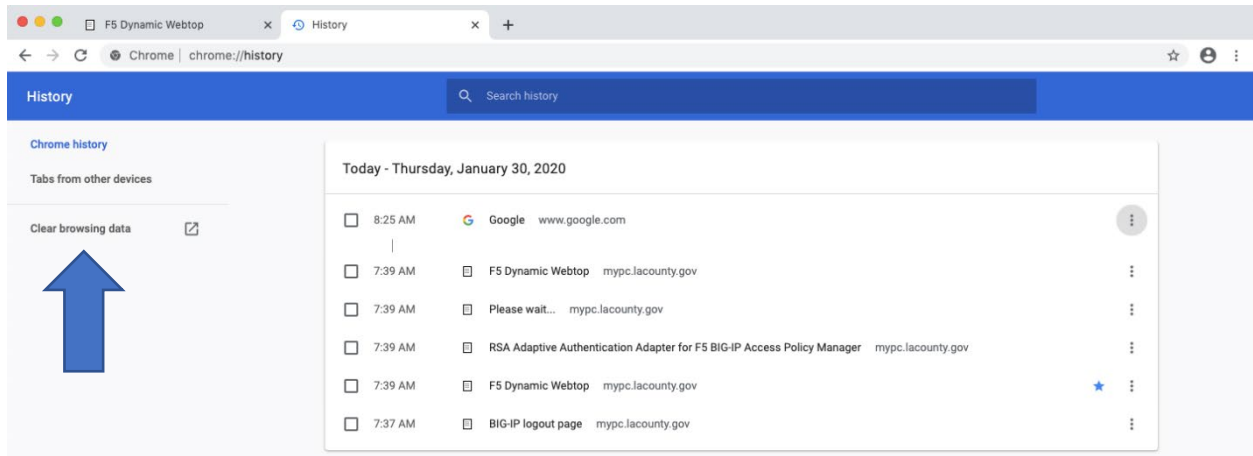 F5 Dynamic Webtop
History
Chrome | chrome://history
History
Search history
Chrome history
Tabs from other devices
Clear browsing data
Today - Thursday, January 30, 2020
8:25 AM Google www.google.com
7:39 AM F5 Dynamic Webtop mypc.lacounty.gov
7:39 AM Please wait... mypc.lacounty.gov
7:39 AM RSA Adaptive Authentication Adapter for F5 BIG-IP Access Policy Manager mypc.lacounty.gov
7:39 AM F5 Dynamic Webtop mypc.lacounty.gov
7:37 AM BIG-IP logout page mypc.lacounty.gov